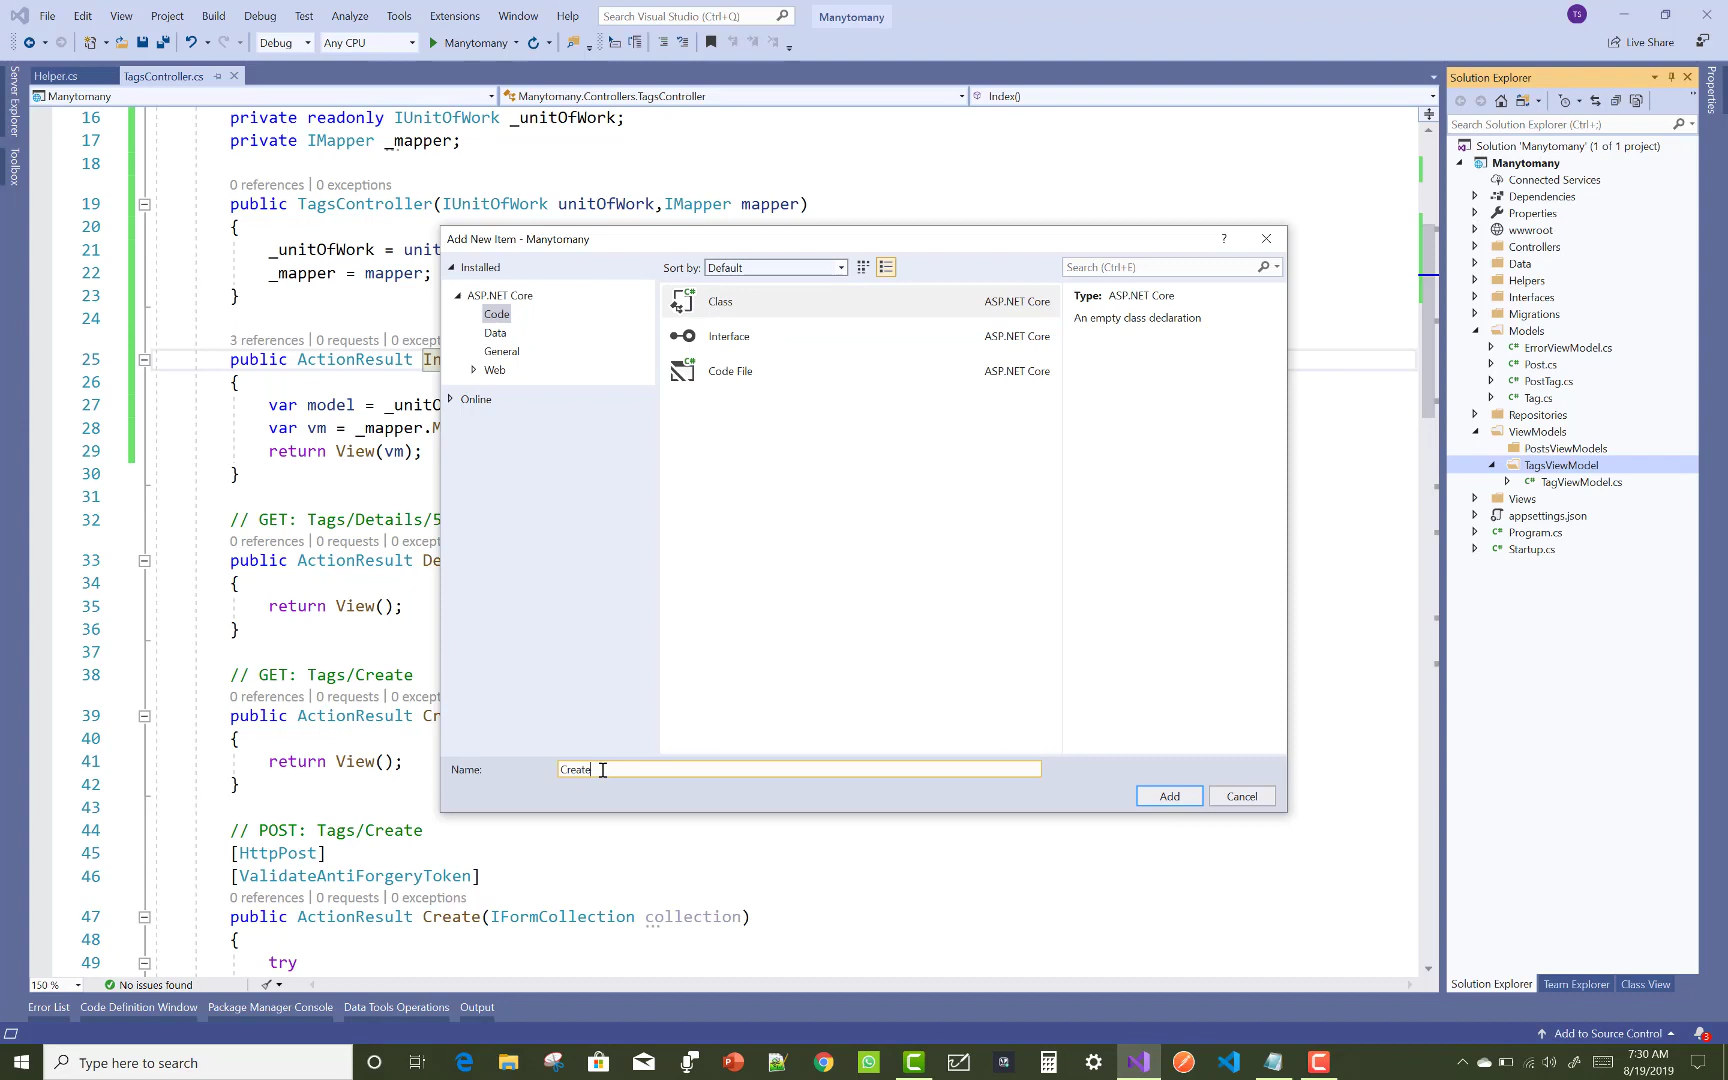 File Edit View Project Build Debug Test Analyze Tools Extensions Window Help Search Visual Studio (Ctrl+Q) Manytomany TS
Debug Any CPU Manytomany Live Share
Server Explorer
Toolbox
Helper.cs TagsController.cs
Manytomany Manytomany.Controllers.TagsController Index()
16 private readonly IUnitOfWork _unitOfWork;
17 private IMapper _mapper;
18
0 references | 0 exceptions
19 public TagsController(IUnitOfWork unitOfWork,IMapper mapper)
20 {
21 _unitOfWork = unit
22 _mapper = mapper;
23 }
24
3 references | 0 requests | 0 except
25 public ActionResult In
26 {
27 var model = _unitO
28 var vm = _mapper.M
29 return View(vm);
30 }
31
32 // GET: Tags/Details/5
0 references | 0 requests | 0 except
33 public ActionResult De
34 {
35 return View();
36 }
37
38 // GET: Tags/Create
0 references | 0 requests | 0 except
39 public ActionResult Cr
40 {
41 return View();
42 }
43
44 // POST: Tags/Create
45 [HttpPost]
46 [ValidateAntiForgeryToken]
0 references | 0 requests | 0 exceptions
47 public ActionResult Create(IFormCollection collection)
48 {
49 try
Add New Item - Manytomany ?
Installed
Sort by: Default
Search (Ctrl+E)
ASP.NET Core
Code
Data
General
Web
Online
Class ASP.NET Core
Interface ASP.NET Core
Code File ASP.NET Core
Type: ASP.NET Core
An empty class declaration
Name: Create
Add Cancel
Solution Explorer
Search Solution Explorer (Ctrl+;)
Solution 'Manytomany' (1 of 1 project)
Manytomany
Connected Services
Dependencies
Properties
wwwroot
Controllers
Data
Helpers
Interfaces
Migrations
Models
C# ErrorViewModel.cs
C# Post.cs
C# PostTag.cs
C# Tag.cs
Repositories
ViewModels
PostsViewModels
TagsViewModel
C# TagViewModel.cs
Views
appsettings.json
C# Program.cs
C# Startup.cs
Properties
150 % No issues found
Solution Explorer Team Explorer Class View
Error List Code Definition Window Package Manager Console Data Tools Operations Output
Add to Source Control 3
Type here to search
7:30 AM
8/19/2019